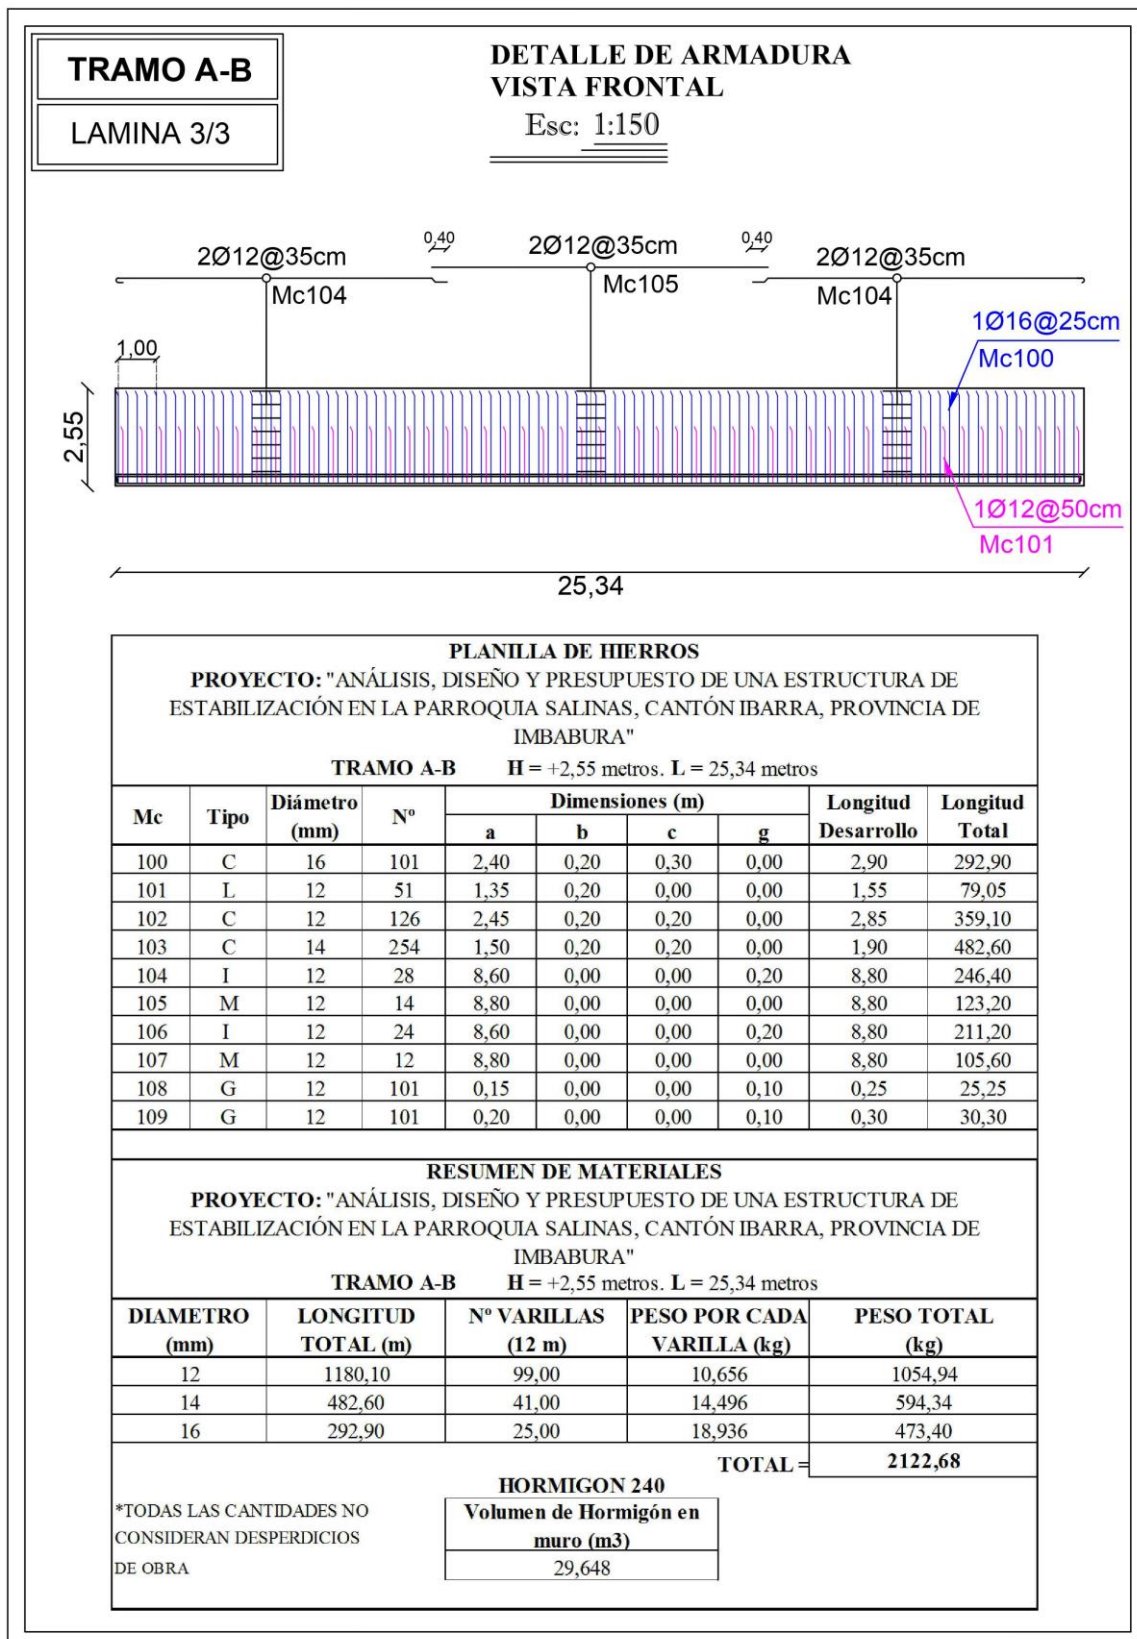 TRAMO A-B
LAMINA 3/3
DETALLE DE ARMADURA
VISTA FRONTAL
Esc: 1:150
2Ø12@35cm
Mc104
0,40
2Ø12@35cm
Mc105
0,40
2Ø12@35cm
Mc104
1Ø16@25cm
Mc100
1,00
2,55
1Ø12@50cm
Mc101
25,34
PLANILLA DE HIERROS
PROYECTO: "ANÁLISIS, DISEÑO Y PRESUPUESTO DE UNA ESTRUCTURA DE
ESTABILIZACIÓN EN LA PARROQUIA SALINAS, CANTÓN IBARRA, PROVINCIA DE
IMBABURA"
TRAMO A-B H = +2,55 metros. L = 25,34 metros
Mc Tipo Diámetro (mm) Nº Dimensiones (m) Longitud Desarrollo Longitud Total
a b c g
100 C 16 101 2,40 0,20 0,30 0,00 2,90 292,90
101 L 12 51 1,35 0,20 0,00 0,00 1,55 79,05
102 C 12 126 2,45 0,20 0,20 0,00 2,85 359,10
103 C 14 254 1,50 0,20 0,20 0,00 1,90 482,60
104 I 12 28 8,60 0,00 0,00 0,20 8,80 246,40
105 M 12 14 8,80 0,00 0,00 0,00 8,80 123,20
106 I 12 24 8,60 0,00 0,00 0,20 8,80 211,20
107 M 12 12 8,80 0,00 0,00 0,00 8,80 105,60
108 G 12 101 0,15 0,00 0,00 0,10 0,25 25,25
109 G 12 101 0,20 0,00 0,00 0,10 0,30 30,30
RESUMEN DE MATERIALES
PROYECTO: "ANÁLISIS, DISEÑO Y PRESUPUESTO DE UNA ESTRUCTURA DE
ESTABILIZACIÓN EN LA PARROQUIA SALINAS, CANTÓN IBARRA, PROVINCIA DE
IMBABURA"
TRAMO A-B H = +2,55 metros. L = 25,34 metros
DIAMETRO LONGITUD Nº VARILLAS PESO POR CADA PESO TOTAL
(mm) TOTAL (m) (12 m) VARILLA (kg) (kg)
12 1180,10 99,00 10,656 1054,94
14 482,60 41,00 14,496 594,34
16 292,90 25,00 18,936 473,40
TOTAL = 2122,68
HORMIGON 240
*TODAS LAS CANTIDADES NO
CONSIDERAN DESPERDICIOS
DE OBRA
Volumen de Hormigón en
muro (m3)
29,648